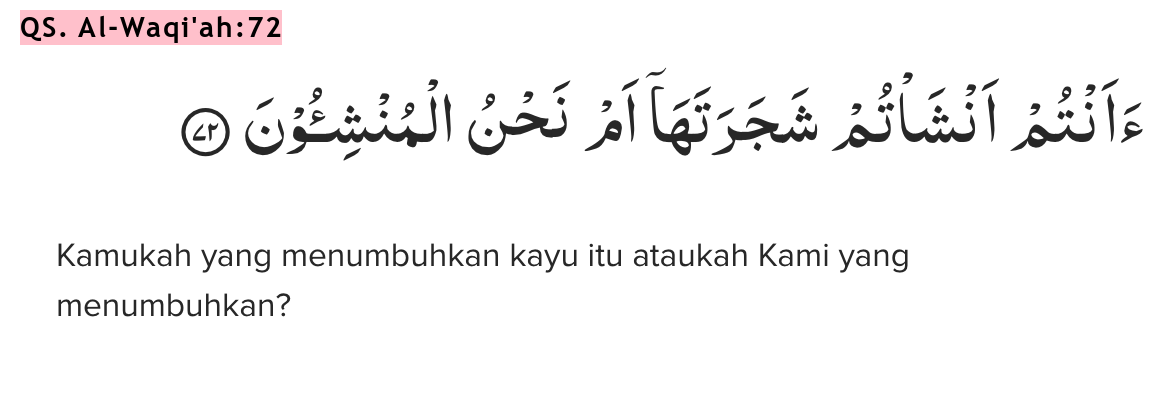 QS. Al-Waqi'ah:72
ءَاَنْتُمْ اَنْشَأْتُمْ شَجَرَتَهَآ اَمْ نَحْنُ الْمُنْشِـُٔوْنَ ٧٢
Kamukah yang menumbuhkan kayu itu ataukah Kami yang
menumbuhkan?